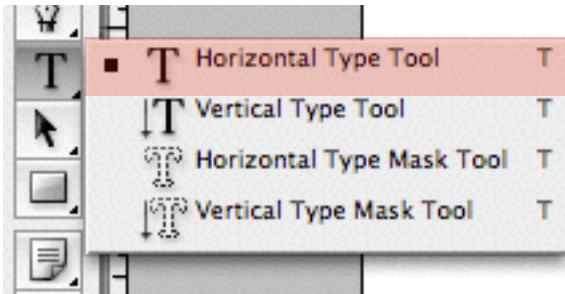 T
Horizontal Type Tool T
Vertical Type Tool T
Horizontal Type Mask Tool T
Vertical Type Mask Tool T